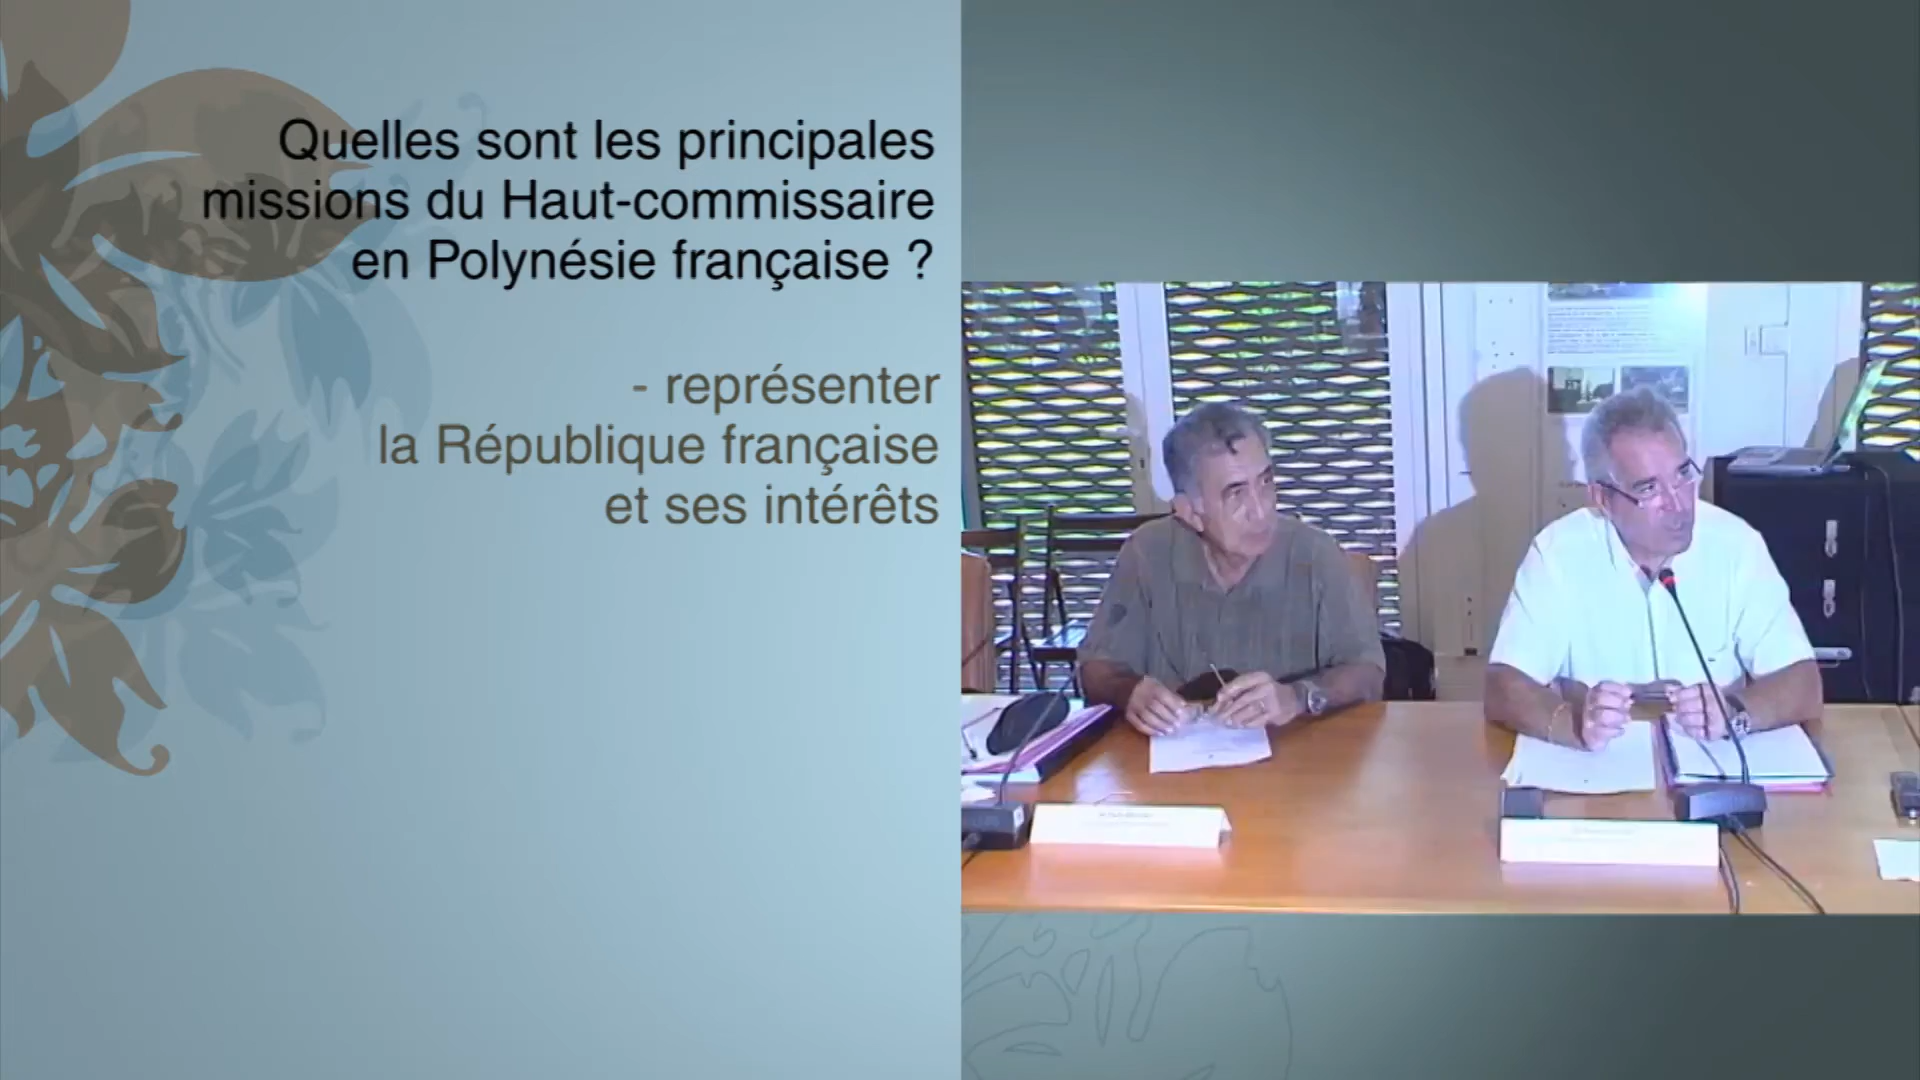 Quelles sont les principales
missions du Haut-commissaire
en Polynésie française ?
- représenter
la République française
et ses intérêts